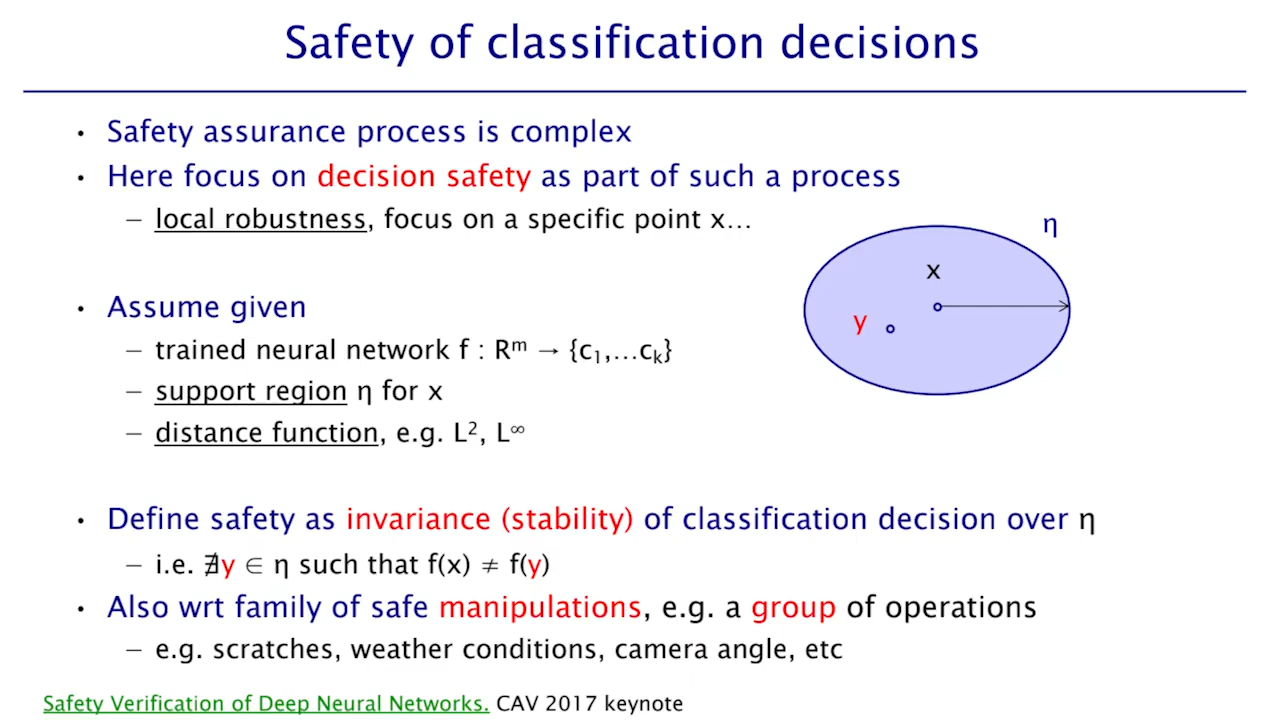 Safety of classification decisions
• Safety assurance process is complex
• Here focus on decision safety as part of such a process
– local robustness, focus on a specific point x…
η
x
y
• Assume given
– trained neural network f : Rᵐ → {c₁,…cₖ}
– support region η for x
– distance function, e.g. L², L∞
• Define safety as invariance (stability) of classification decision over η
– i.e. ∄y ∈ η such that f(x) ≠ f(y)
• Also wrt family of safe manipulations, e.g. a group of operations
– e.g. scratches, weather conditions, camera angle, etc
Safety Verification of Deep Neural Networks. CAV 2017 keynote